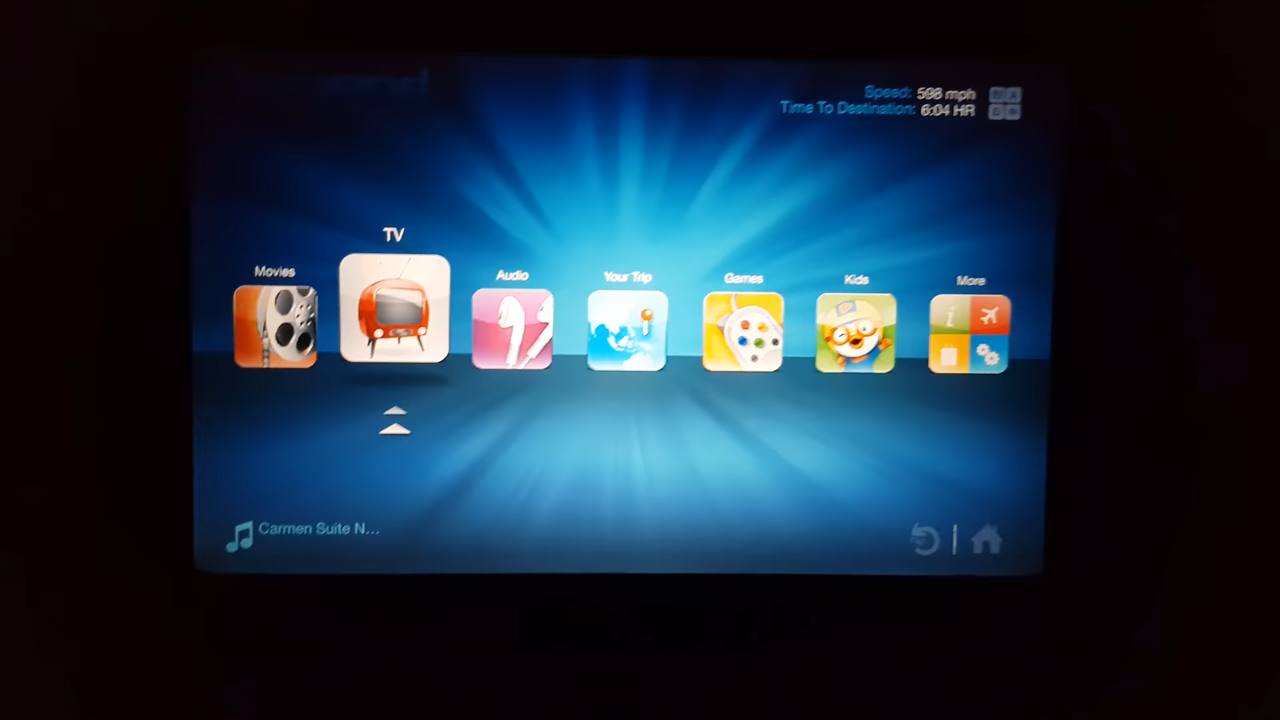 Speed: 598 mph
Time To Destination: 6:04 HR
TV
Movies
Audio
Your Trip
Games
Kids
More
Carmen Suite N...